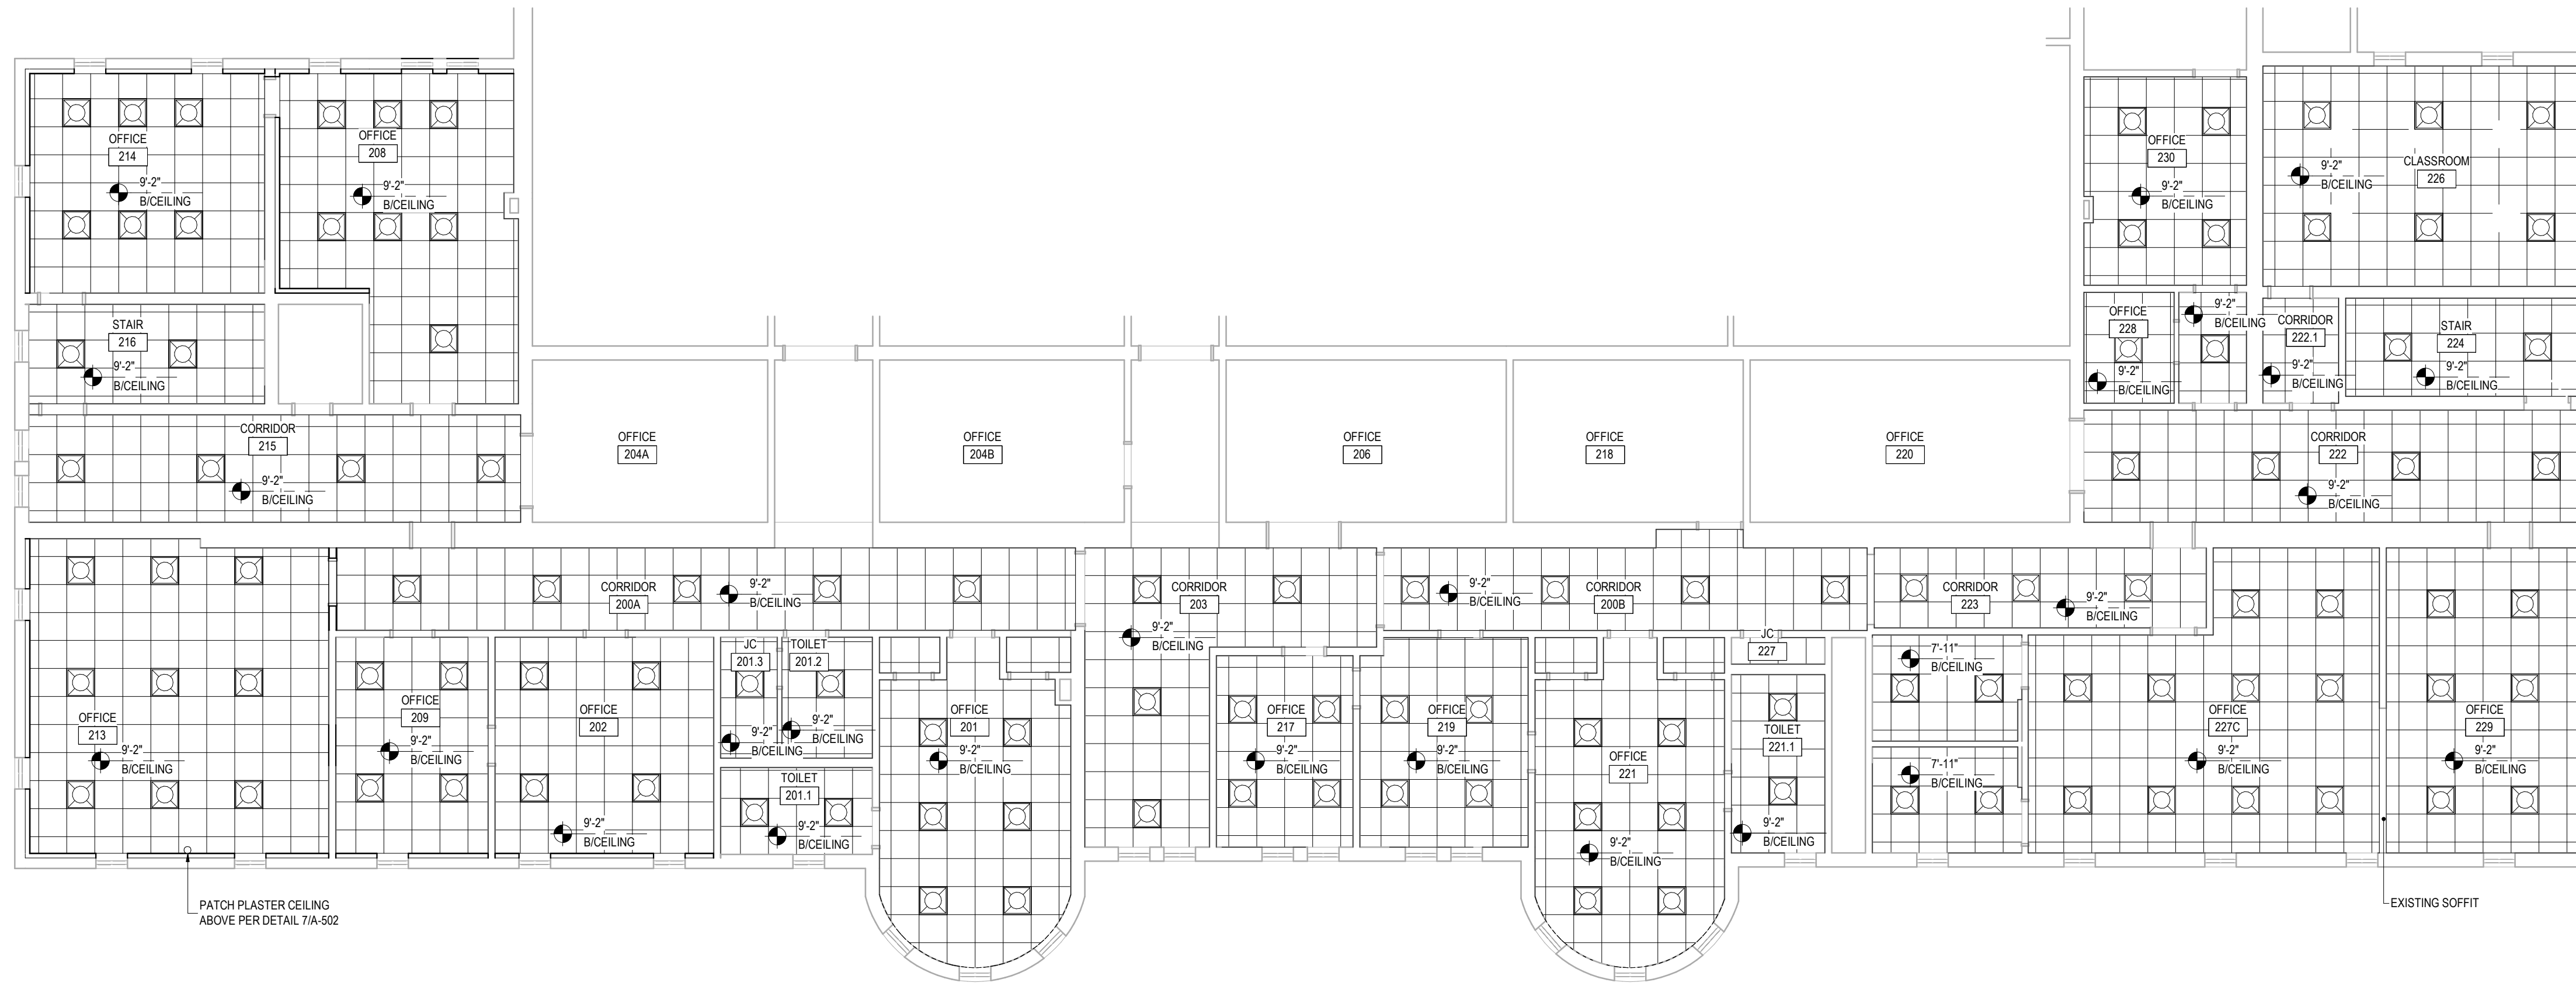 OFFICE
214
9'-2"
B/CEILING
OFFICE
208
9'-2"
B/CEILING
OFFICE
230
9'-2"
B/CEILING
CLASSROOM
226
9'-2"
B/CEILING
STAIR
216
9'-2"
B/CEILING
OFFICE
228
9'-2"
B/CEILING
9'-2"
B/CEILING
CORRIDOR
222.1
9'-2"
B/CEILING
STAIR
224
9'-2"
B/CEILING
CORRIDOR
215
9'-2"
B/CEILING
OFFICE
204A
OFFICE
204B
OFFICE
206
OFFICE
218
OFFICE
220
CORRIDOR
222
9'-2"
B/CEILING
CORRIDOR
200A
9'-2"
B/CEILING
CORRIDOR
203
9'-2"
B/CEILING
9'-2"
B/CEILING
CORRIDOR
200B
CORRIDOR
223
9'-2"
B/CEILING
OFFICE
213
9'-2"
B/CEILING
OFFICE
209
9'-2"
B/CEILING
OFFICE
202
9'-2"
B/CEILING
JC
201.3
9'-2"
B/CEILING
TOILET
201.2
9'-2"
B/CEILING
TOILET
201.1
9'-2"
B/CEILING
OFFICE
201
9'-2"
B/CEILING
OFFICE
217
9'-2"
B/CEILING
OFFICE
219
9'-2"
B/CEILING
OFFICE
221
9'-2"
B/CEILING
JC
227
TOILET
221.1
9'-2"
B/CEILING
7'-11"
B/CEILING
7'-11"
B/CEILING
OFFICE
227C
9'-2"
B/CEILING
OFFICE
229
9'-2"
B/CEILING
PATCH PLASTER CEILING
ABOVE PER DETAIL 7/A-502
EXISTING SOFFIT